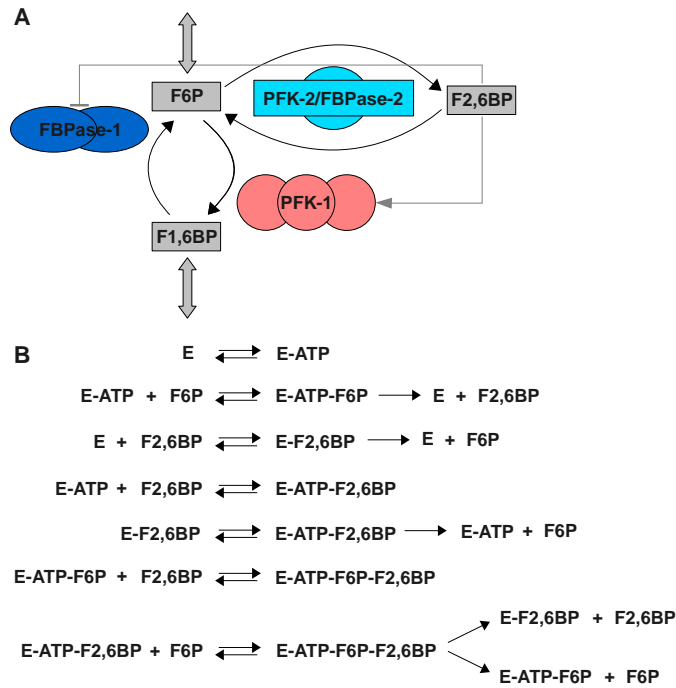 A
F6P
PFK-2/FBPase-2
F2,6BP
FBPase-1
PFK-1
F1,6BP
B
E E-ATP
E-ATP + F6P E-ATP-F6P E + F2,6BP
E + F2,6BP E-F2,6BP E + F6P
E-ATP + F2,6BP E-ATP-F2,6BP
E-F2,6BP E-ATP-F2,6BP E-ATP + F6P
E-ATP-F6P + F2,6BP E-ATP-F6P-F2,6BP
E-F2,6BP + F2,6BP
E-ATP-F2,6BP + F6P E-ATP-F6P-F2,6BP
E-ATP-F6P + F6P